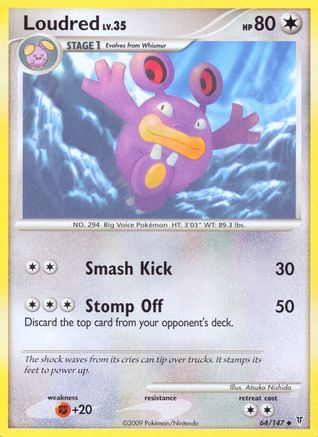 Loudred LV.35 HP 80
STAGE 1 Evolves from Whismur
NO. 294 Big Voice Pokémon HT: 3'03" WT: 89.3 lbs.
Smash Kick 30
Stomp Off 50
Discard the top card from your opponent's deck.
The shock waves from its cries can tip over trucks. It stamps its
feet to power up.
Illus. Atsuko Nishida
weakness resistance retreat cost
+20
©2009 Pokémon/Nintendo 64/147